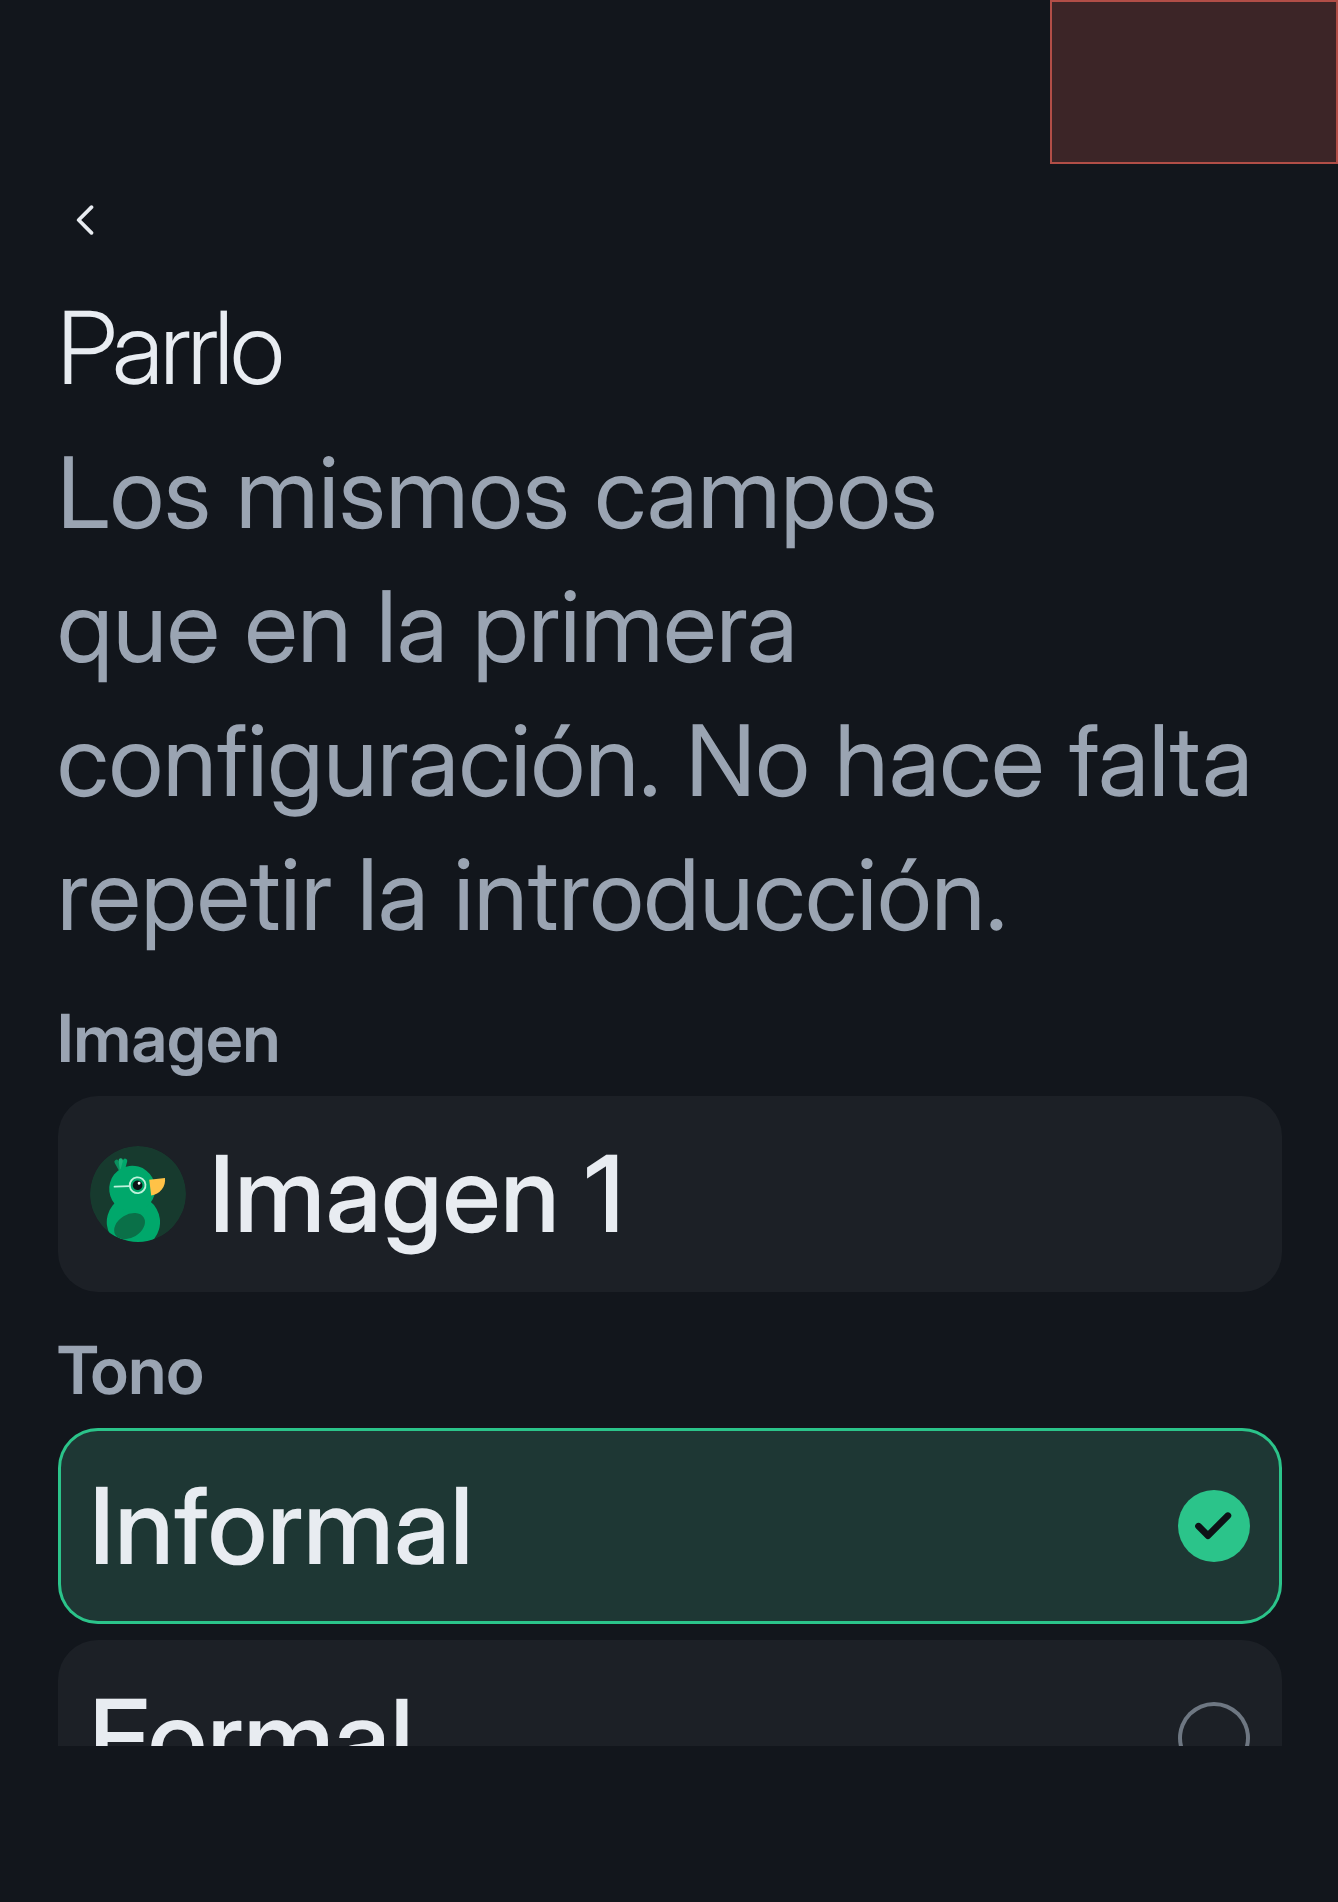 Parrlo
Los mismos campos
que en la primera
configuración. No hace falta
repetir la introducción.
Imagen
Imagen 1
Tono
Informal
Formal